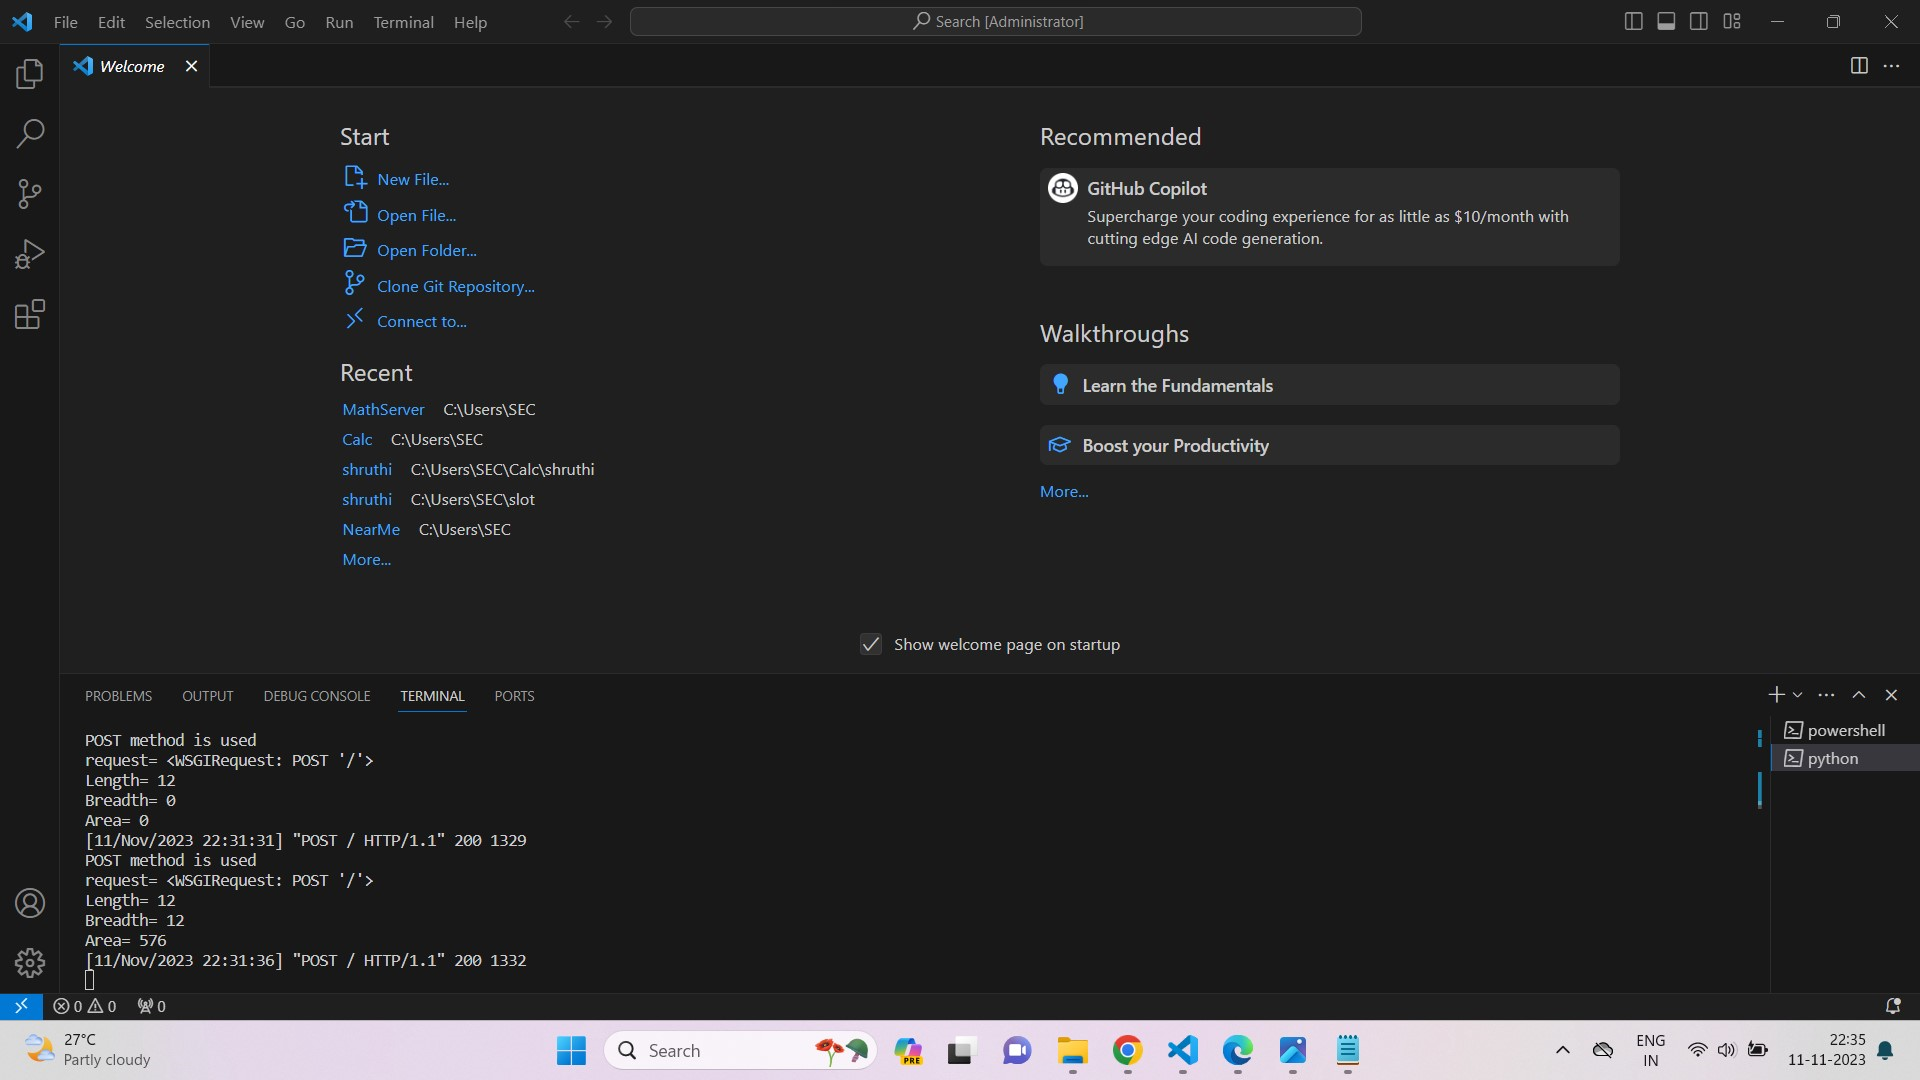 File Edit Selection View Go Run Terminal Help
Search [Administrator]
Welcome
Start
New File...
Open File...
Open Folder...
Clone Git Repository...
Connect to...
Recent
MathServer C:\Users\SEC
Calc C:\Users\SEC
shruthi C:\Users\SEC\Calc\shruthi
shruthi C:\Users\SEC\slot
NearMe C:\Users\SEC
More...
Recommended
GitHub Copilot
Supercharge your coding experience for as little as $10/month with
cutting edge AI code generation.
Walkthroughs
Learn the Fundamentals
Boost your Productivity
More...
Show welcome page on startup
PROBLEMS OUTPUT DEBUG CONSOLE TERMINAL PORTS
POST method is used
request= <WSGIRequest: POST '/'>
Length= 12
Breadth= 0
Area= 0
[11/Nov/2023 22:31:31] "POST / HTTP/1.1" 200 1329
POST method is used
request= <WSGIRequest: POST '/'>
Length= 12
Breadth= 12
Area= 576
[11/Nov/2023 22:31:36] "POST / HTTP/1.1" 200 1332
powershell
python
0 0 0
27°C
Partly cloudy
Search
PRE
ENG
IN
22:35
11-11-2023